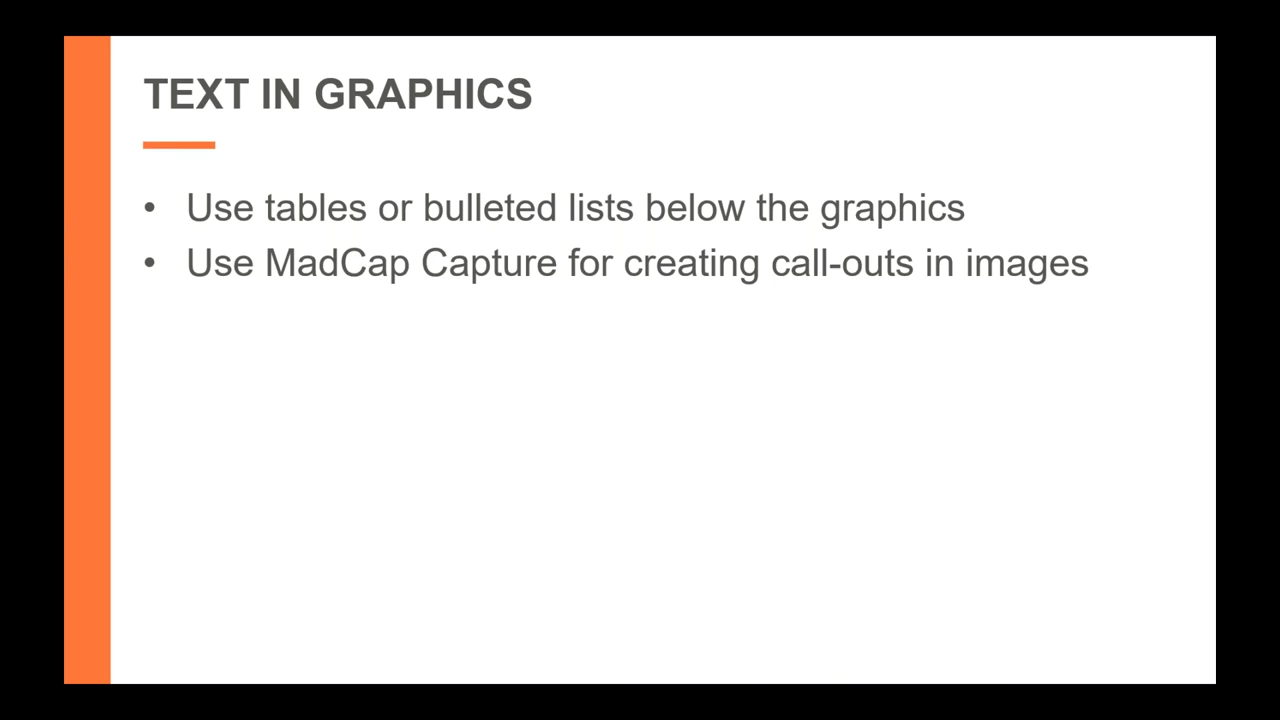 TEXT IN GRAPHICS
• Use tables or bulleted lists below the graphics
• Use MadCap Capture for creating call-outs in images